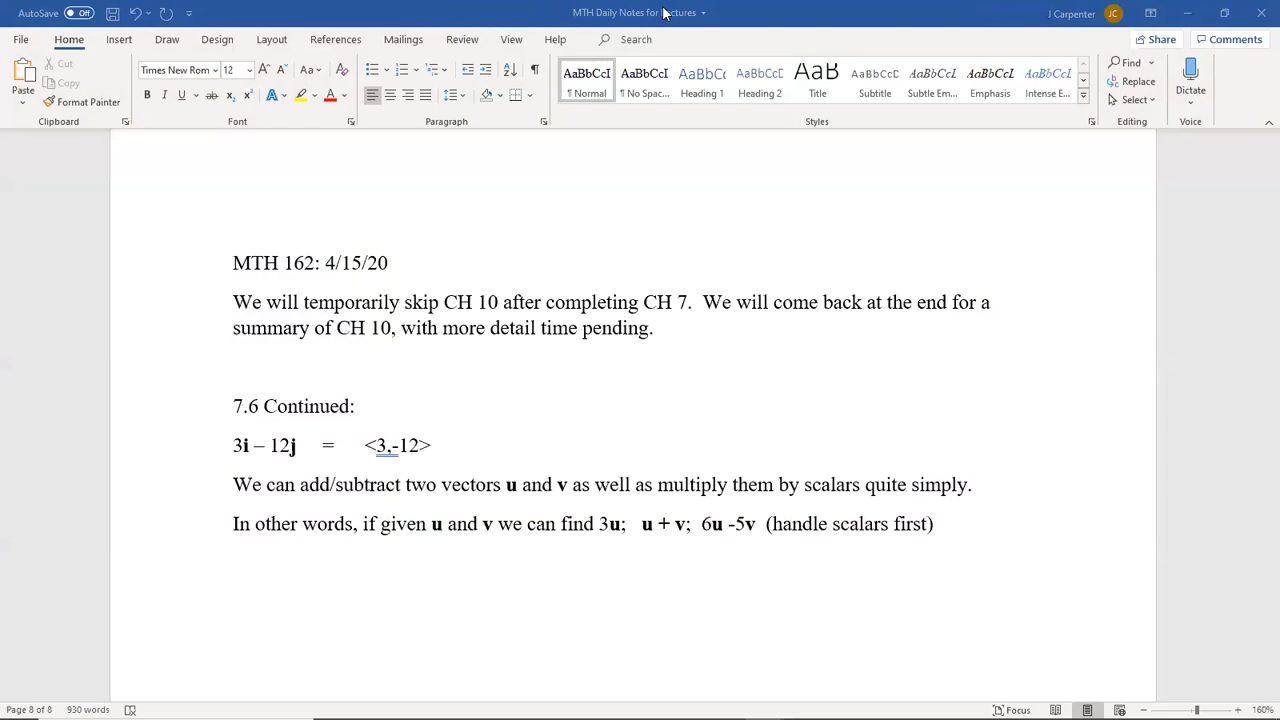 AutoSave Off MTH Daily Notes for Lectures J Carpenter JC
File Home Insert Draw Design Layout References Mailings Review View Help Search Share Comments
Paste Cut Copy Format Painter Clipboard
Times New Rom 12 Aa Font
Paragraph
AaBbCcI ¶ Normal AaBbCcI ¶ No Spac... AaBbCc Heading 1 AaBbCcD Heading 2 AaB Title AaBbCcD Subtitle AaBbCcI Subtle Em... AaBbCcI Emphasis AaBbCcI Intense E... Styles
Find Replace Select Editing
Dictate Voice
MTH 162: 4/15/20
We will temporarily skip CH 10 after completing CH 7. We will come back at the end for a
summary of CH 10, with more detail time pending.
7.6 Continued:
3i – 12j = <3,-12>
We can add/subtract two vectors u and v as well as multiply them by scalars quite simply.
In other words, if given u and v we can find 3u; u + v; 6u -5v (handle scalars first)
Page 8 of 8 930 words Focus 160%